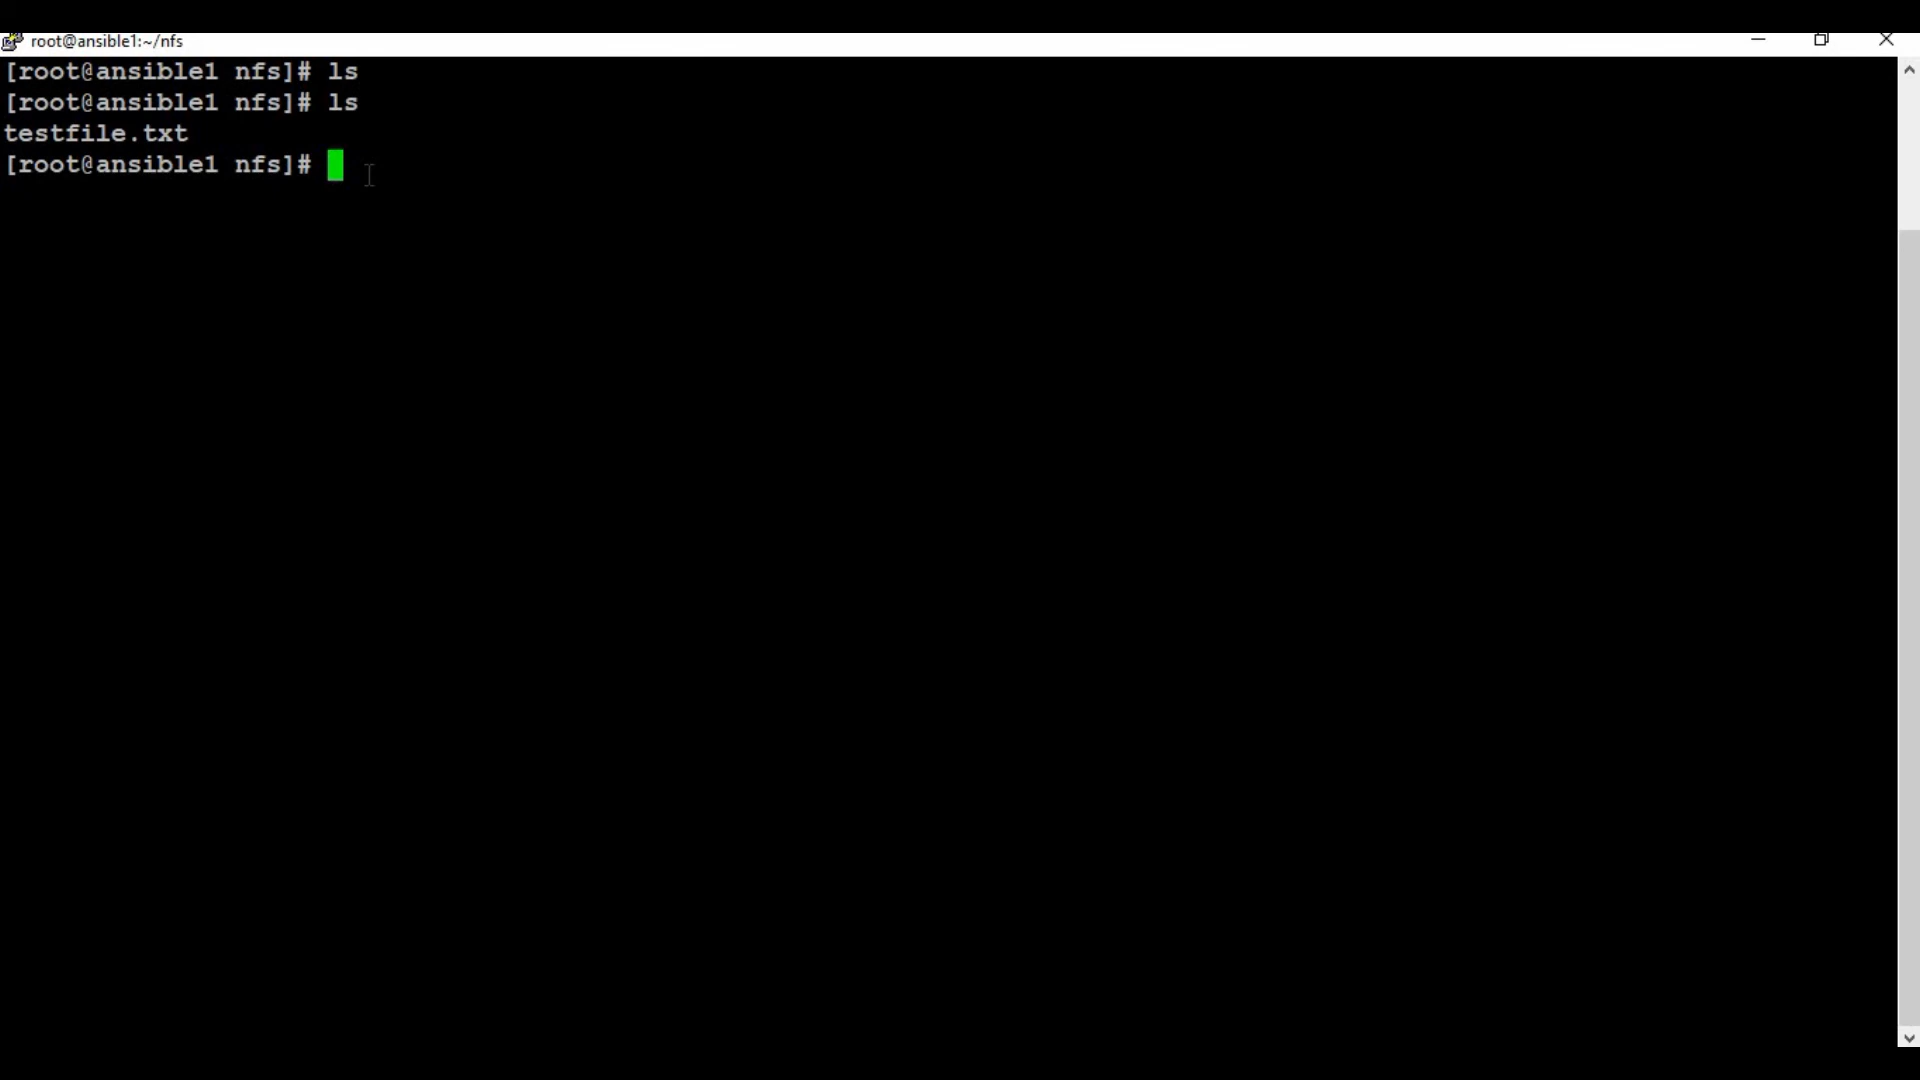 root@ansible1:~/nfs
[root@ansible1 nfs]# ls
[root@ansible1 nfs]# ls
testfile.txt
[root@ansible1 nfs]#